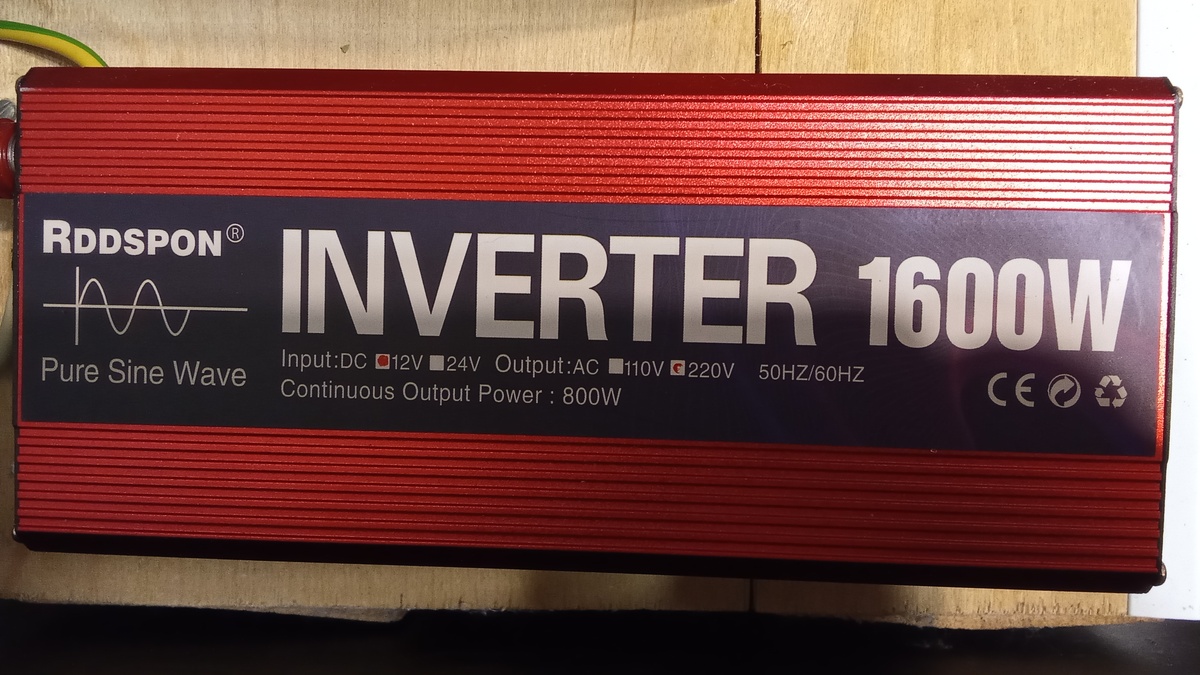 RDDSPON®
Pure Sine Wave
INVERTER 1600W
Input:DC 12V 24V Output:AC 110V 220V 50HZ/60HZ
Continuous Output Power : 800W
CE